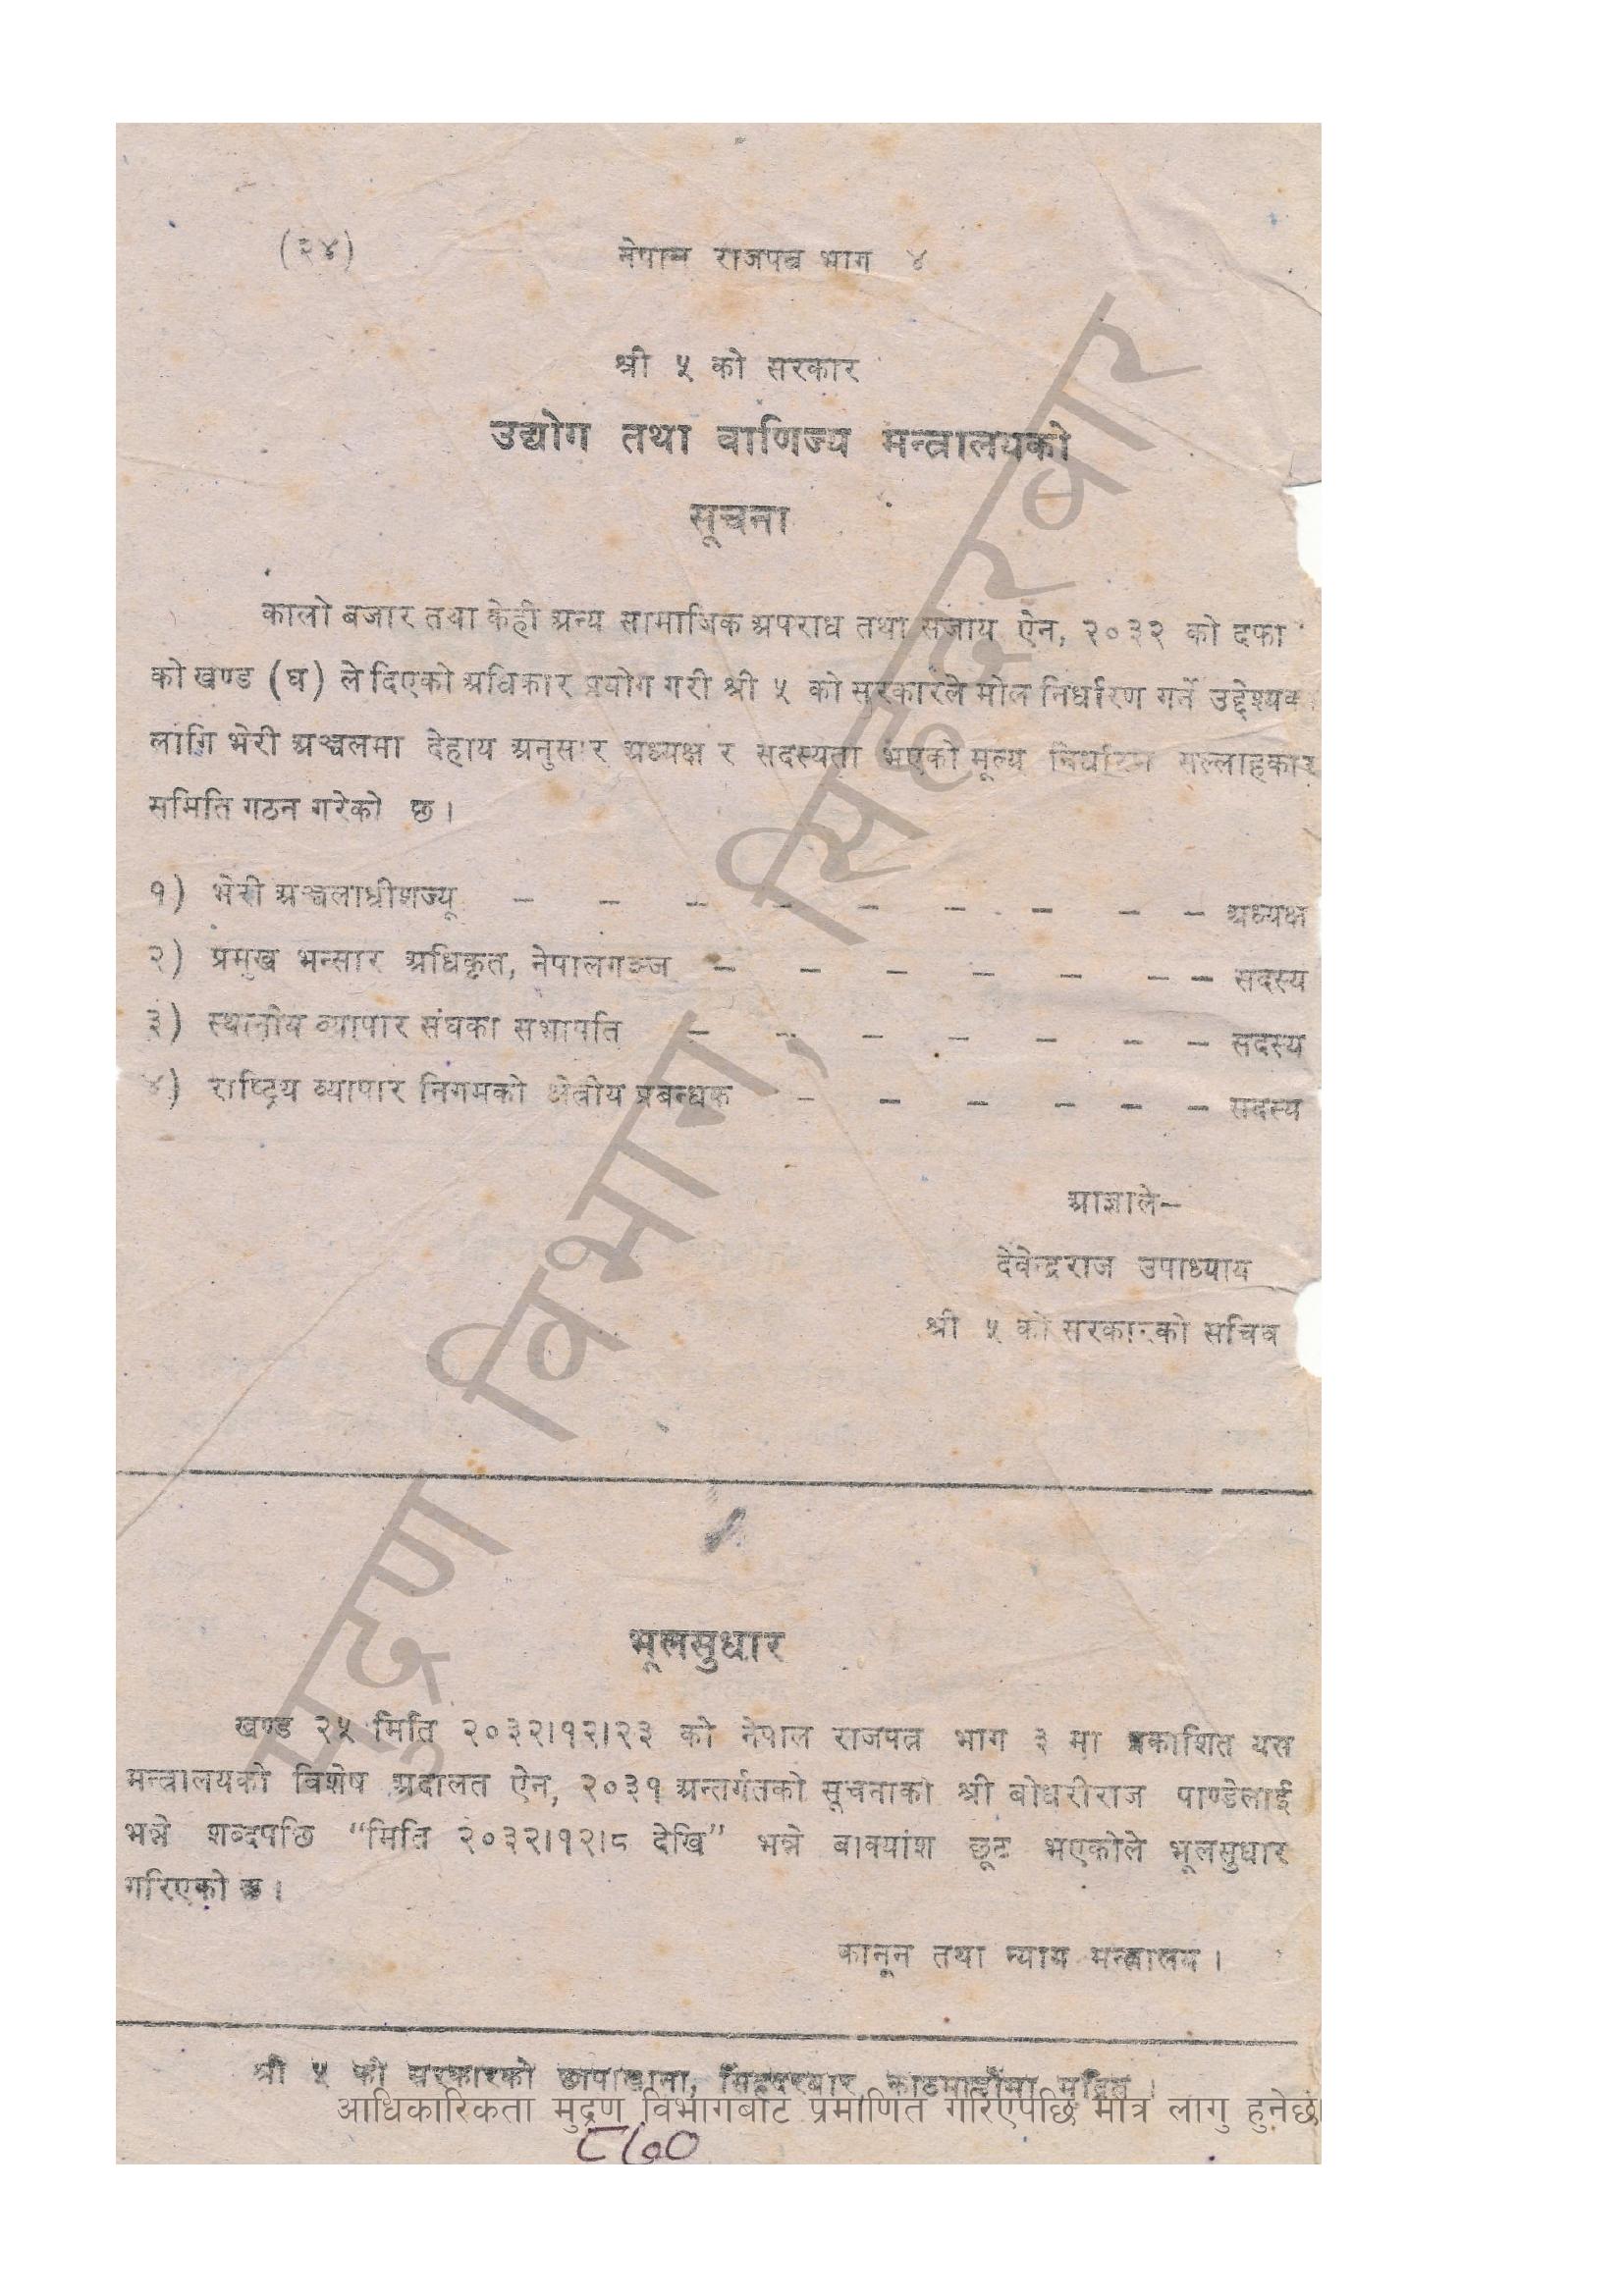 (२४) नेपाल राजपत्र भाग ४
श्री ५ को सरकार
उद्योग तथा वाणिज्य मन्त्रालयको
सूचना
कालो बजार तथा केही अन्य सामाजिक अपराध तथा सजाय ऐन, २०३२ को दफा
को खण्ड (घ) ले दिएको अधिकार प्रयोग गरी श्री ५ को सरकारले मोल निर्धारण गर्ने
लागि भेरी अञ्चलमा देहाय अनुसार अध्यक्ष र सदस्यता भएको मूल्य निर्धारण सल्लाहकार
समिति गठन गरेको छ ।
१) भेरी अञ्चलाधीशज्यू – – – – – – – – – अध्यक्ष
२) प्रमुख भन्सार अधिकृत, नेपालगञ्ज – – – – – – – सदस्य
३) स्थानीय व्यापार संघका सभापति – – – – – – – सदस्य
४) राष्ट्रिय व्यापार निगमको क्षेत्रीय प्रबन्धक – – – – – – सदस्य
आज्ञाले–
देवेन्द्रराज उपाध्याय
श्री ५ को सरकारको सचिव
भूलसुधार
खण्ड २५ मिति २०३२।१२।२३ को नेपाल राजपत्र भाग ३ मा प्रकाशित यस
मन्त्रालयको विशेष अदालत ऐन, २०३१ अन्तर्गतको सूचनाको श्री बोधरीराज पाण्डेलाई
भन्ने शब्दपछि “मिति २०३२।१२।८ देखि” भन्ने वाक्यांश छूट भएकोले भूलसुधार
गरिएको छ ।
कानून तथा न्याय मन्त्रालय ।
श्री ५ को सरकारको छापाखाना, सिंहदरबार, काठमाडौंमा मुद्रित ।
आधिकारिकता मुद्रण विभागबाट प्रमाणित गरिएपछि मात्र लागु हुनेछ।
८७०
मुद्रण विभाग, सिंहदरबार